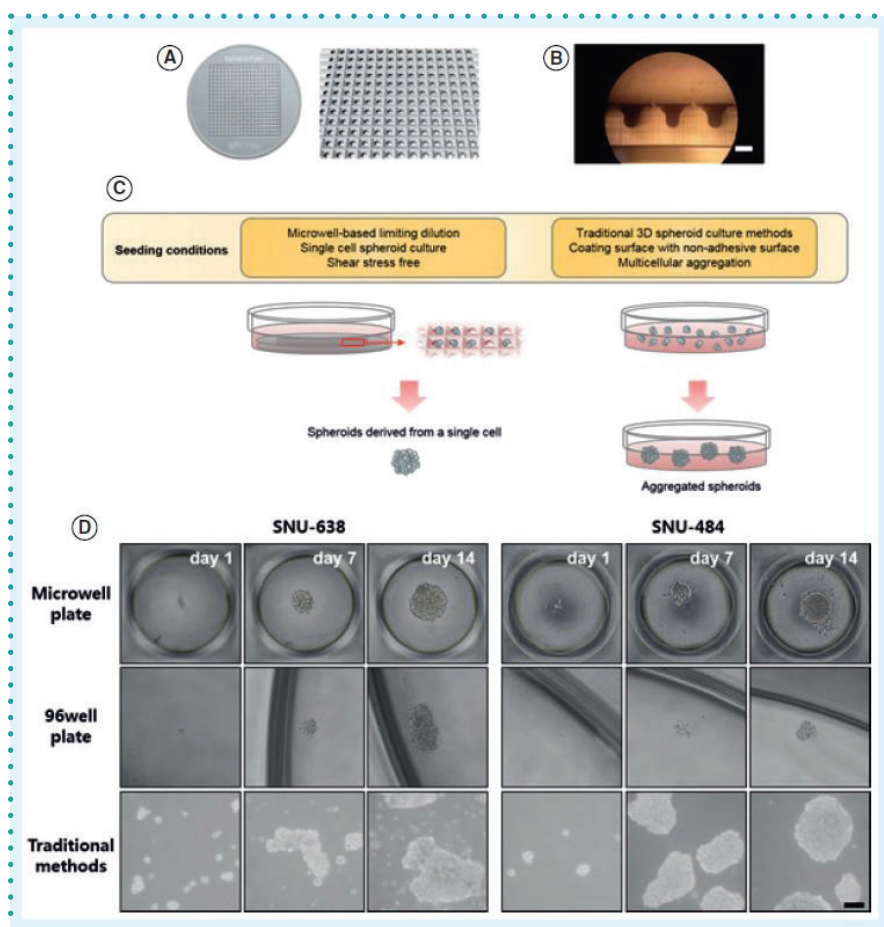 A
B
C
Seeding conditions
Microwell-based limiting dilution
Single cell spheroid culture
Shear stress free
Traditional 3D spheroid culture methods
Coating surface with non-adhesive surface
Multicellular aggregation
Spheroids derived from a single cell
Aggregated spheroids
D
SNU-638
SNU-484
day 1
day 7
day 14
day 1
day 7
day 14
Microwell
plate
96well
plate
Traditional
methods